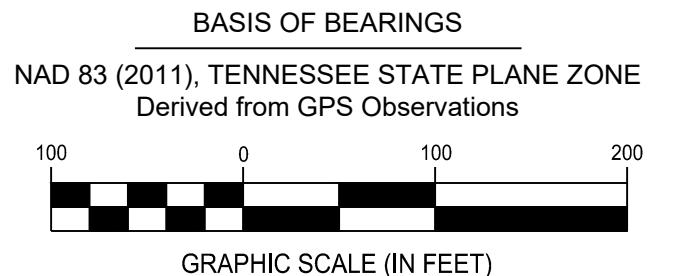 BASIS OF BEARINGS
NAD 83 (2011), TENNESSEE STATE PLANE ZONE
Derived from GPS Observations
100 0 100 200
GRAPHIC SCALE (IN FEET)